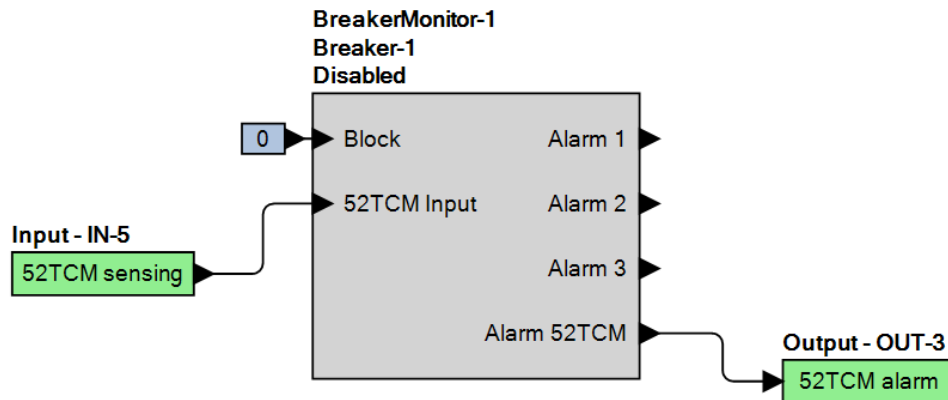 BreakerMonitor-1
Breaker-1
Disabled
0
Block
Alarm 1
52TCM Input
Alarm 2
Input - IN-5
52TCM sensing
Alarm 3
Alarm 52TCM
Output - OUT-3
52TCM alarm